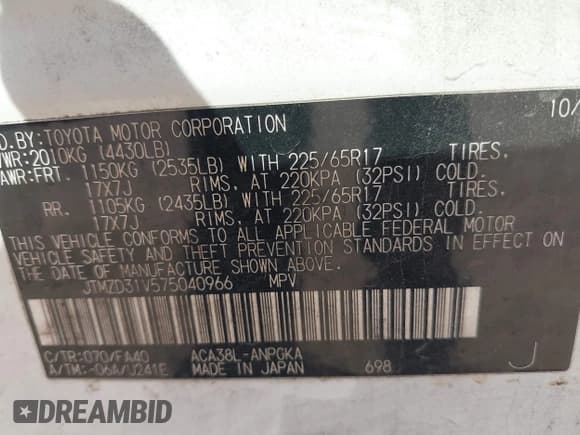 10/
D.BY:TOYOTA MOTOR CORPORATION
VWR:2010KG (4430LB)
AWR:FRT. 1150KG (2535LB) WITH 225/65R17 TIRES.
17X7J RIMS, AT 220KPA (32PSI) COLD.
RR. 1105KG (2435LB) WITH 225/65R17 TIRES.
17X7J RIMS, AT 220KPA (32PSI) COLD.
THIS VEHICLE CONFORMS TO ALL APPLICABLE FEDERAL MOTOR
VEHICLE SAFETY AND THEFT PREVENTION STANDARDS IN EFFECT ON
THE DATE OF MANUFACTURE SHOWN ABOVE.
JTMZD31V575040966 MPV
C/TR:070/FA40 ACA38L-ANPGKA
A/TM:-06A/U241E MADE IN JAPAN 698 J
DREAMBID